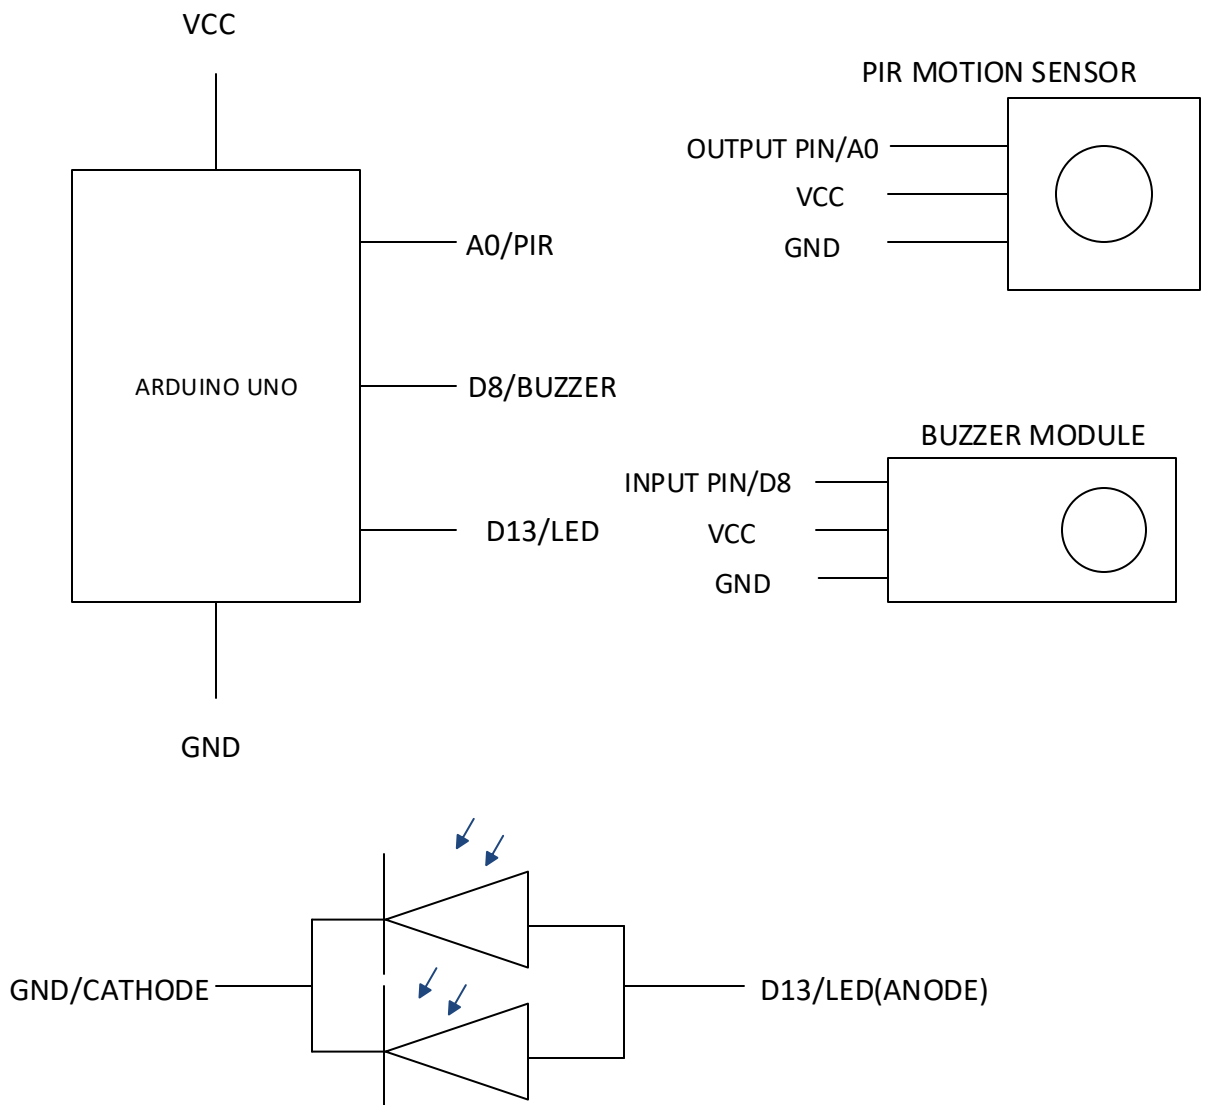 VCC
PIR MOTION SENSOR
OUTPUT PIN/A0
VCC
GND
A0/PIR
ARDUINO UNO
D8/BUZZER
D13/LED
GND
BUZZER MODULE
INPUT PIN/D8
VCC
GND
GND/CATHODE
D13/LED(ANODE)